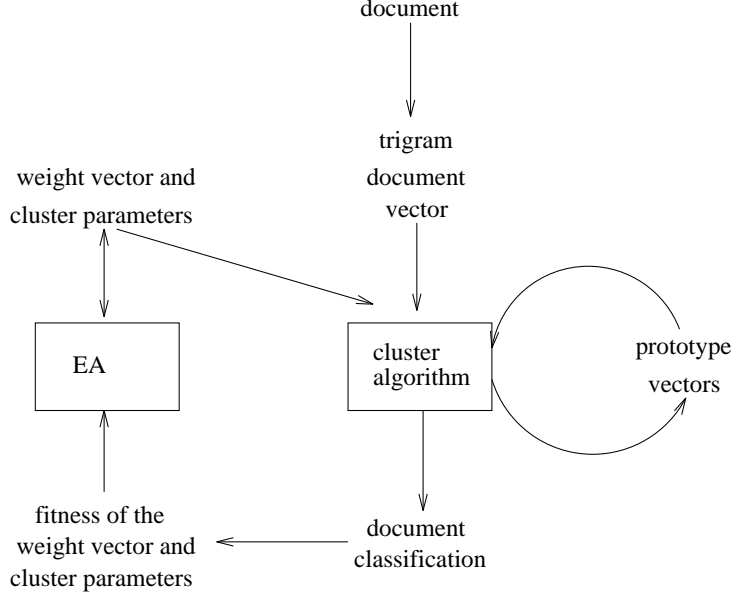 document
trigram
document
vector
weight vector and
cluster parameters
EA
cluster
algorithm
prototype
vectors
fitness of the
weight vector and
cluster parameters
document
classification